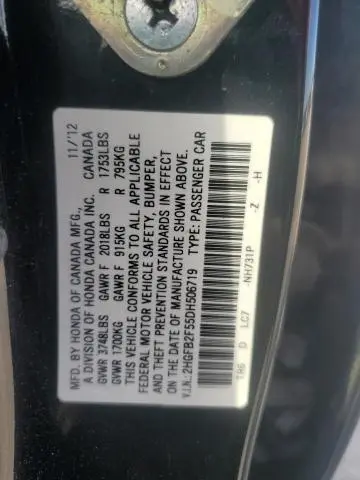 MFD. BY HONDA OF CANADA MFG., 11/'12
A DIVISION OF HONDA CANADA INC. CANADA
GVWR 3748LBS GAWR F 2018LBS R 1753LBS
GVWR 1700KG GAWR F 915KG R 795KG
THIS VEHICLE CONFORMS TO ALL APPLICABLE
FEDERAL MOTOR VEHICLE SAFETY, BUMPER,
AND THEFT PREVENTION STANDARDS IN EFFECT
ON THE DATE OF MANUFACTURE SHOWN ABOVE.
V.I.N.: 2HGFB2F55DH506719 TYPE: PASSENGER CAR
TR6 D LC7 -NH731P -Z -H